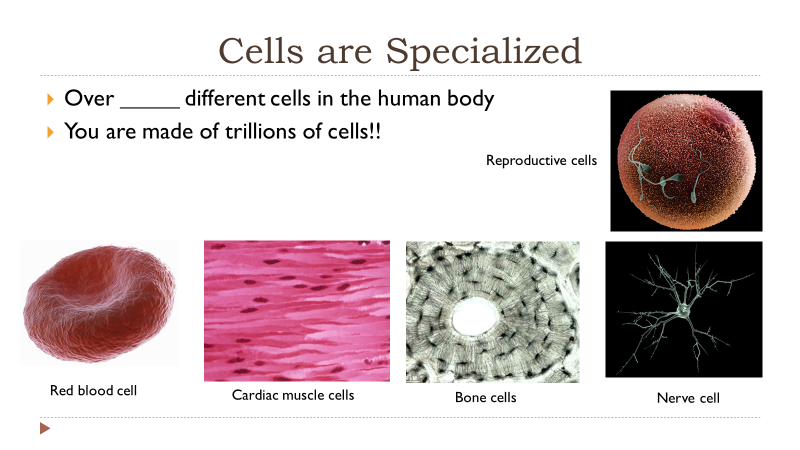 Cells are Specialized
Over _____ different cells in the human body
You are made of trillions of cells!!
Reproductive cells
Red blood cell
Cardiac muscle cells
Bone cells
Nerve cell